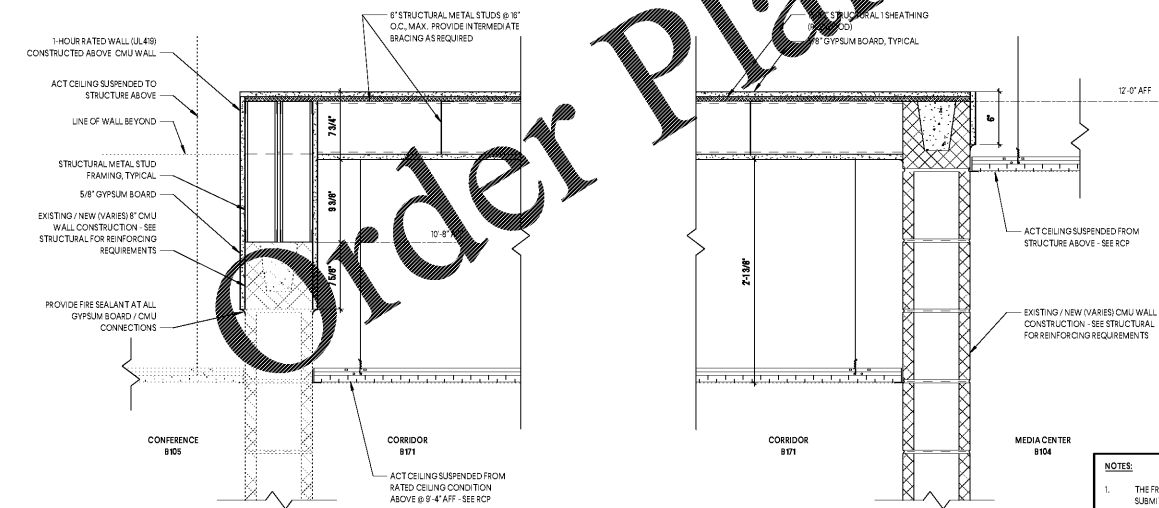 6" STRUCTURAL METAL STUDS @ 16"
O.C., MAX. PROVIDE INTERMEDIATE
BRACING AS REQUIRED
STRUCTURAL 1 SHEATHING
GYPSUM BOARD, TYPICAL
1-HOUR RATED WALL (UL419)
CONSTRUCTED ABOVE CMU WALL
ACT CEILING SUSPENDED TO
STRUCTURE ABOVE
LINE OF WALL BEYOND
STRUCTURAL METAL STUD
FRAMING, TYPICAL
5/8" GYPSUM BOARD
EXISTING / NEW (VARIES) 8" CMU
WALL CONSTRUCTION - SEE
STRUCTURAL FOR REINFORCING
REQUIREMENTS
PROVIDE FIRE SEALANT AT ALL
GYPSUM BOARD / CMU
CONNECTIONS
7 3/4"
9 3/8"
7 5/8"
10'-8"
2'-1 3/8"
6"
12'-0" AFF
ACT CEILING SUSPENDED FROM
STRUCTURE ABOVE - SEE RCP
EXISTING / NEW (VARIES) CMU WALL
CONSTRUCTION - SEE STRUCTURAL
FOR REINFORCING REQUIREMENTS
CONFERENCE
B105
CORRIDOR
B171
CORRIDOR
B171
MEDIA CENTER
B104
ACT CEILING SUSPENDED FROM
RATED CEILING CONDITION
ABOVE @ 9'-4" AFF - SEE RCP
NOTES:
1. THE
Order